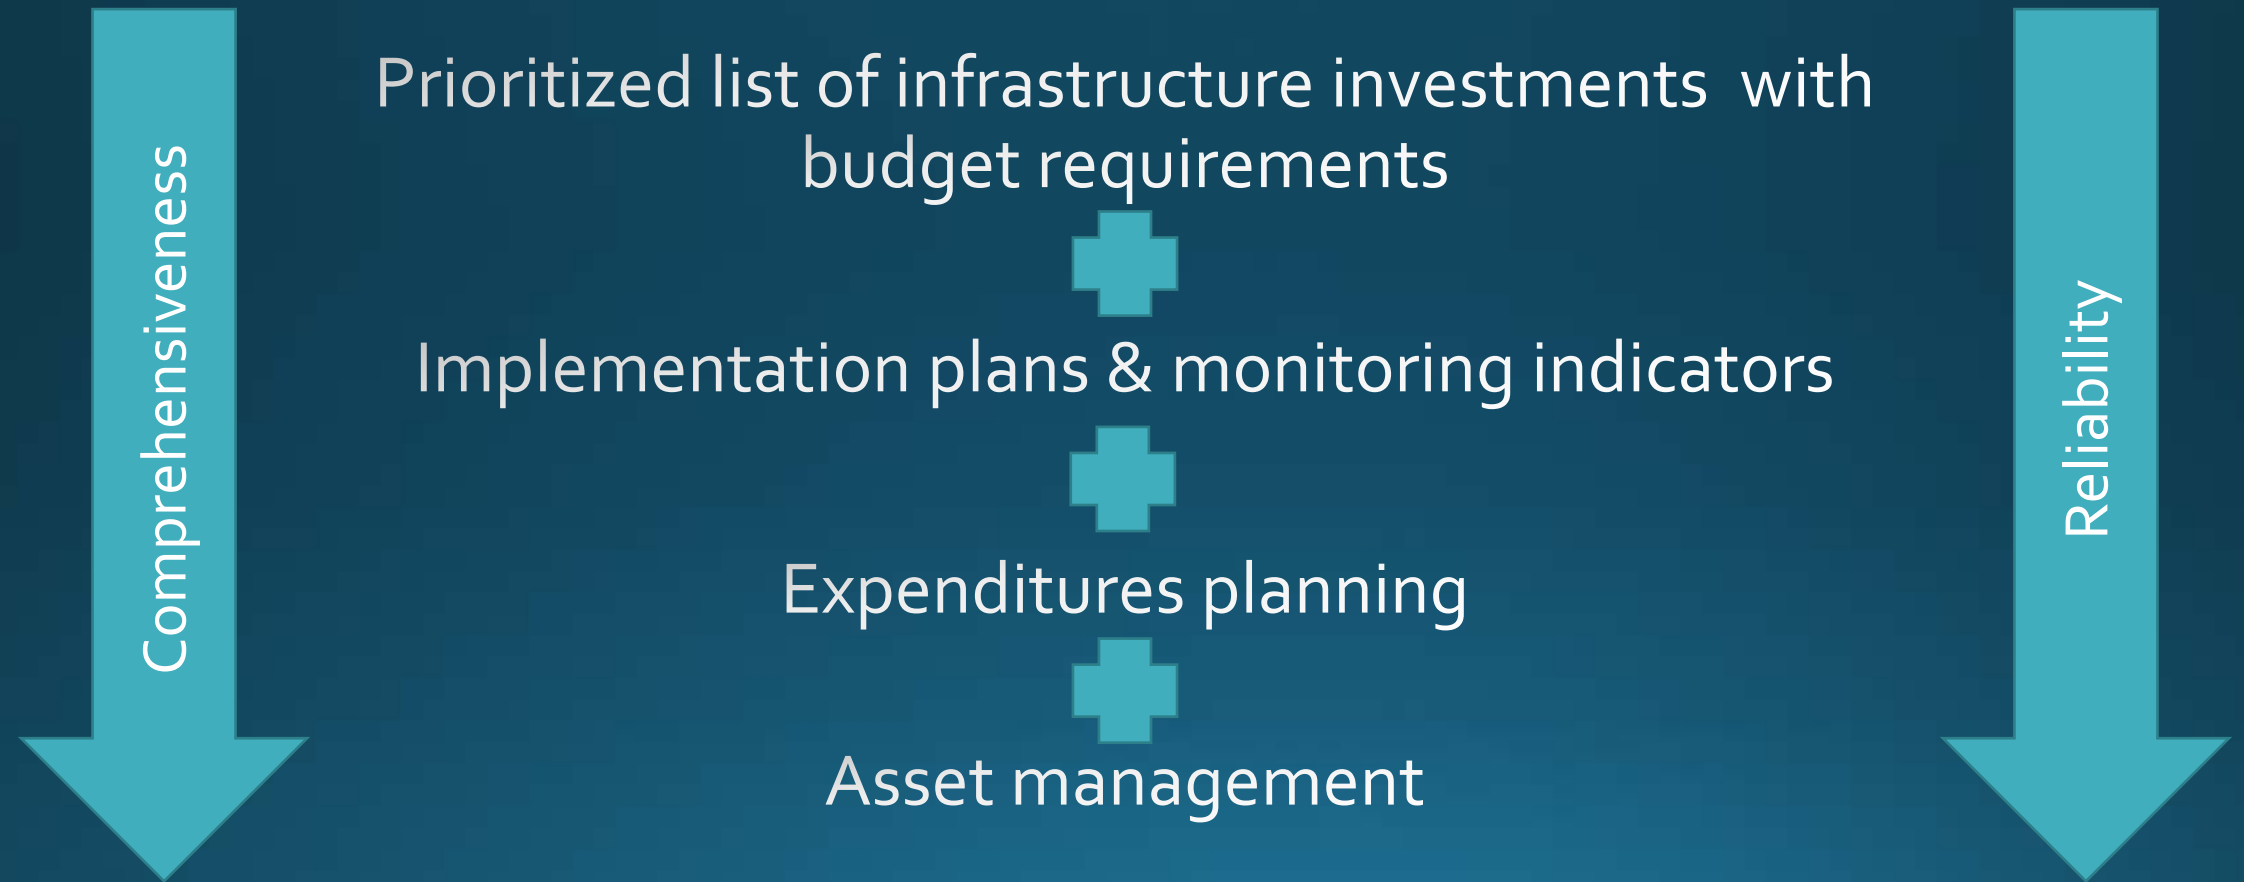 Comprehensiveness
Prioritized list of infrastructure investments  with
budget requirements
Implementation plans & monitoring indicators
Expenditures planning
Asset management
Reliability